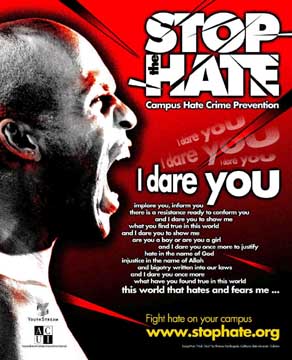 STOP
the
HATE
Campus Hate Crime Prevention
I dare you
I dare you
I dare you
I dare you
implore you, inform you
there is a resistance ready to conform you
and I dare you to show me
what you find true in this world
and I dare you to show me
are you a boy or are you a girl
and I dare you once more to justify
hate in the name of God
injustice in the name of Allah
and bigotry written into our laws
and I dare you once more
what have you found true in this world
this world that hates and fears me ...
Fight hate on your campus
www.stophate.org
YouthStream
AC
UI